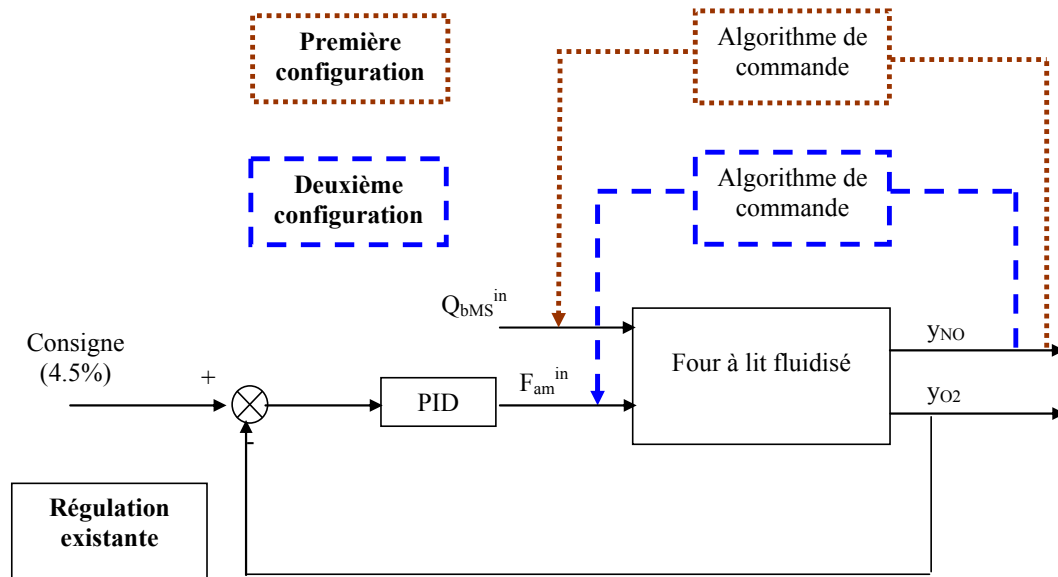 Première
configuration
Algorithme de
commande
Deuxième
configuration
Algorithme de
commande
Q_bMS^in
Consigne
(4.5%)
+
-
PID
F_am^in
Four à lit fluidisé
y_NO
y_O2
Régulation
existante